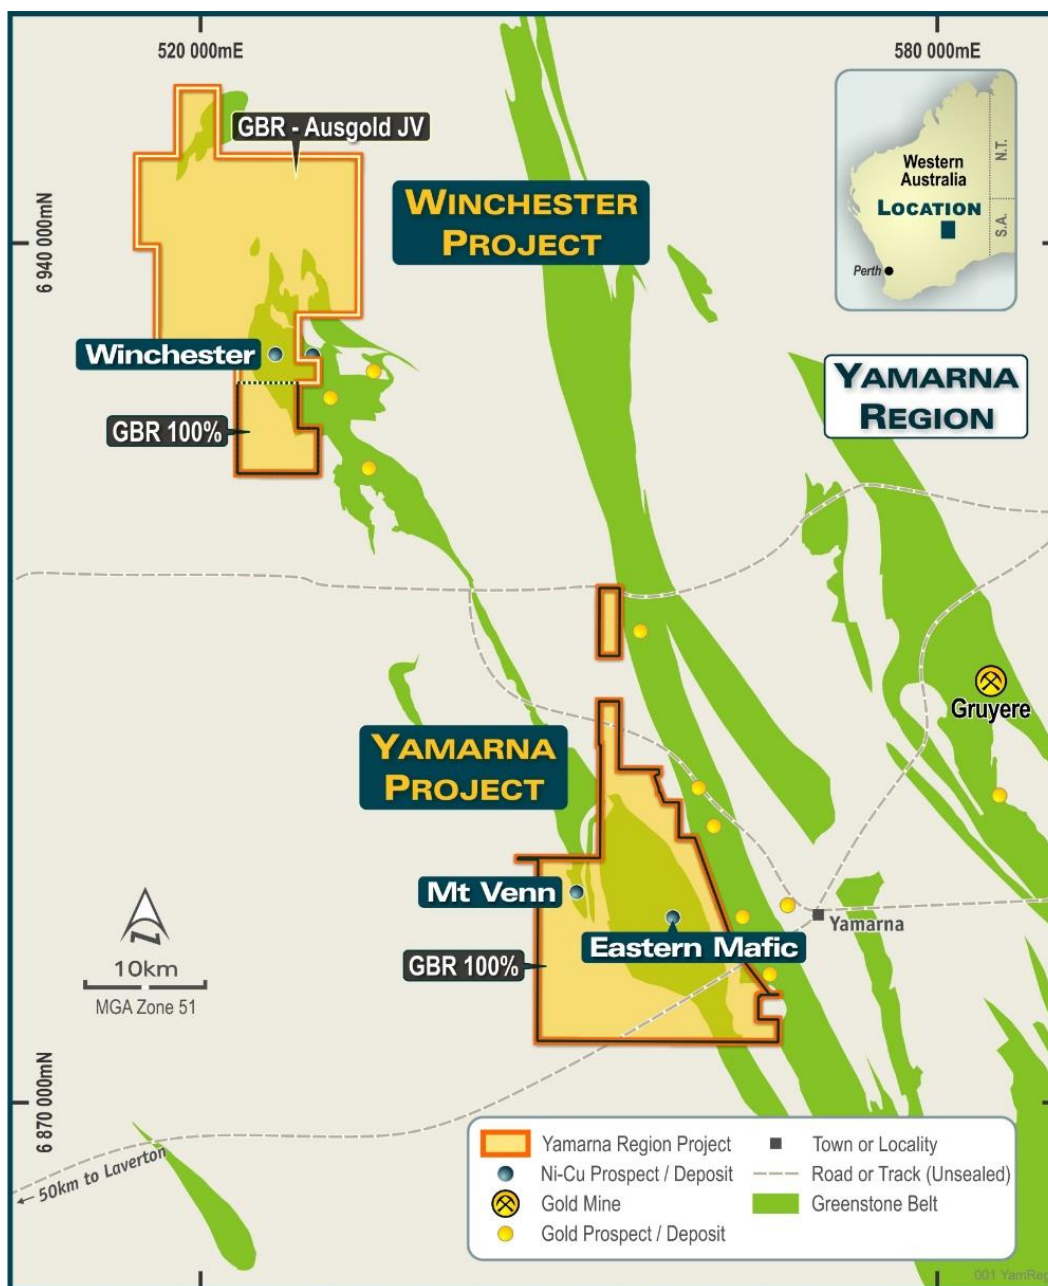 520 000mE
580 000mE
GBR - Ausgold JV
WINCHESTER
PROJECT
Western
Australia
LOCATION
N.T.
S.A.
Perth
6 940 000mN
Winchester
YAMARNA
REGION
GBR 100%
Gruyere
YAMARNA
PROJECT
Mt Venn
Yamarna
Eastern Mafic
GBR 100%
N
10km
MGA Zone 51
6 870 000mN
50km to Laverton
Yamarna Region Project
Town or Locality
Ni-Cu Prospect / Deposit
Road or Track (Unsealed)
Gold Mine
Greenstone Belt
Gold Prospect / Deposit
001 YamReg